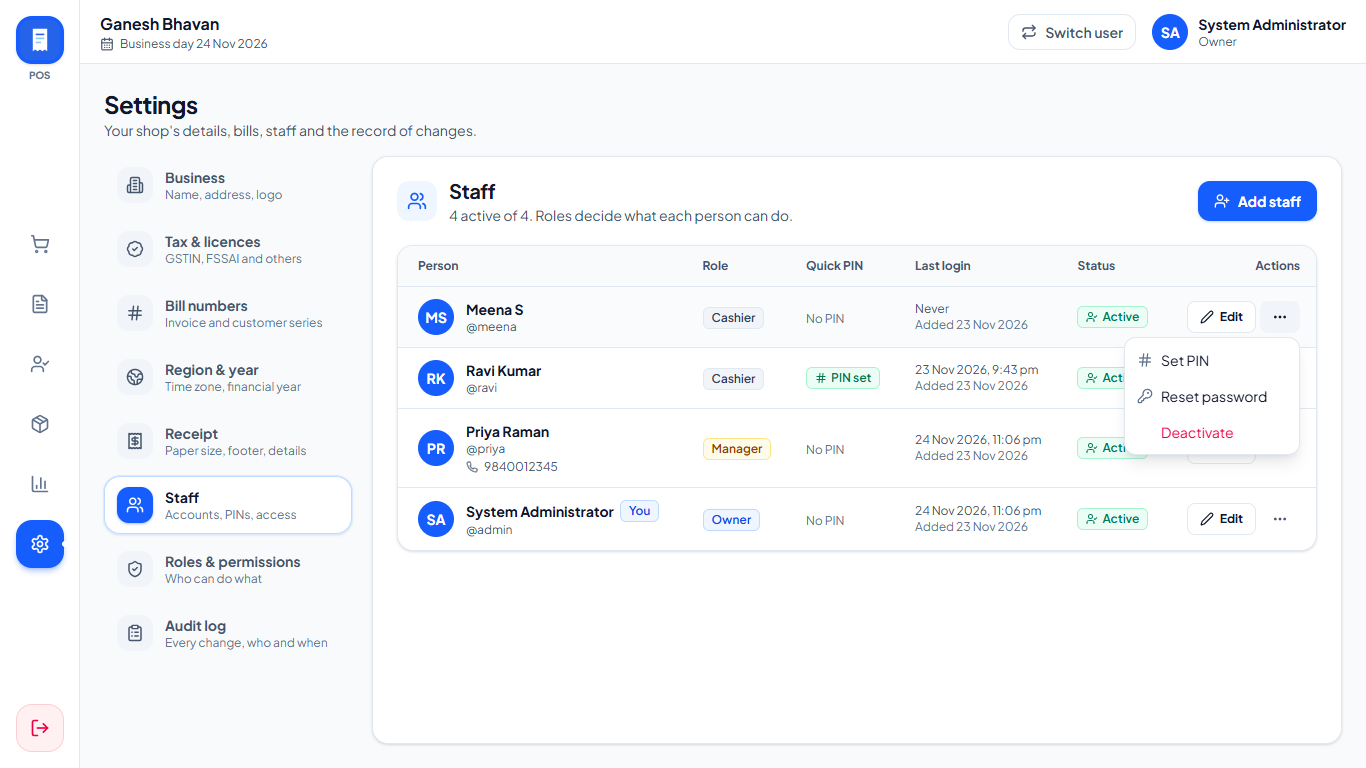 Ganesh Bhavan
Business day 24 Nov 2026
Switch user
SA
System Administrator
Owner
POS
Settings
Your shop's details, bills, staff and the record of changes.
Business
Name, address, logo
Tax & licences
GSTIN, FSSAI and others
Bill numbers
Invoice and customer series
Region & year
Time zone, financial year
Receipt
Paper size, footer, details
Staff
Accounts, PINs, access
Roles & permissions
Who can do what
Audit log
Every change, who and when
Staff
4 active of 4. Roles decide what each person can do.
Add staff
Person Role Quick PIN Last login Status Actions
MS Meena S @meena Cashier No PIN Never Added 23 Nov 2026 Active Edit
Set PIN
Reset password
Deactivate
RK Ravi Kumar @ravi Cashier PIN set 23 Nov 2026, 9:43 pm Added 23 Nov 2026 Acti
PR Priya Raman @priya 9840012345 Manager No PIN 24 Nov 2026, 11:06 pm Added 23 Nov 2026 Acti
SA System Administrator You @admin Owner No PIN 24 Nov 2026, 11:06 pm Added 23 Nov 2026 Active Edit